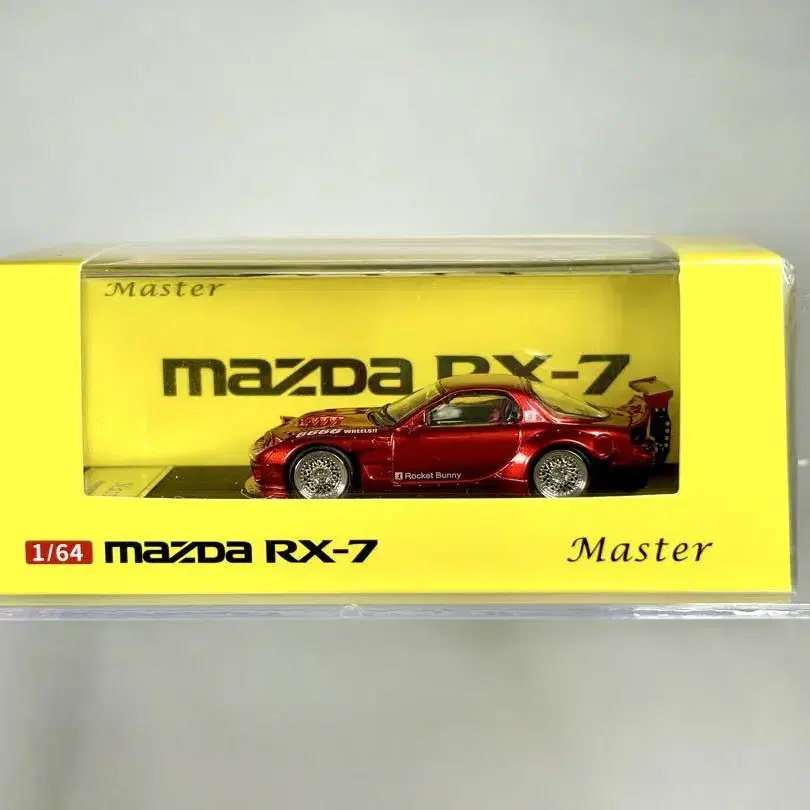 Master
mazda RX-7
6666 WHEELS!!
Rocket Bunny
1/64 mazda RX-7
Master